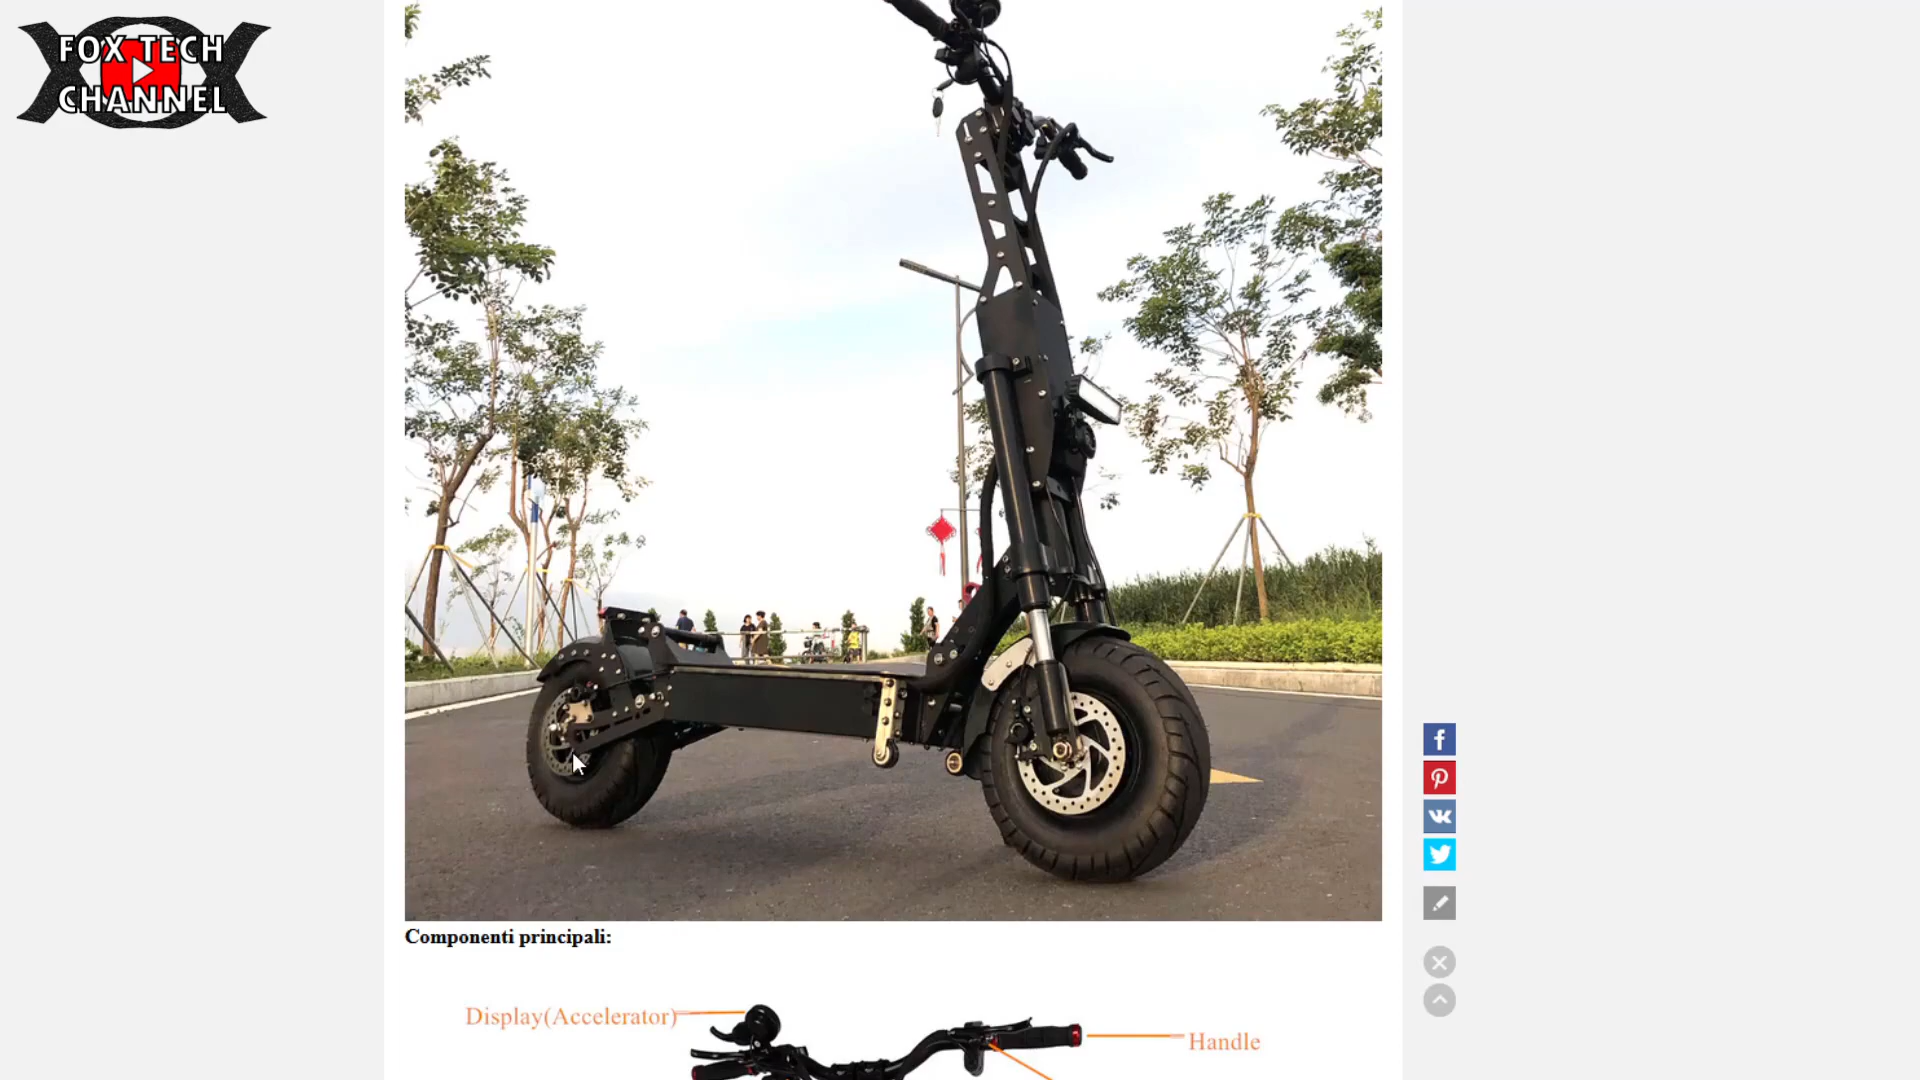 FOX TECH
CHANNEL
Componenti principali:
Display(Accelerator)
Handle